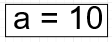 a = 10